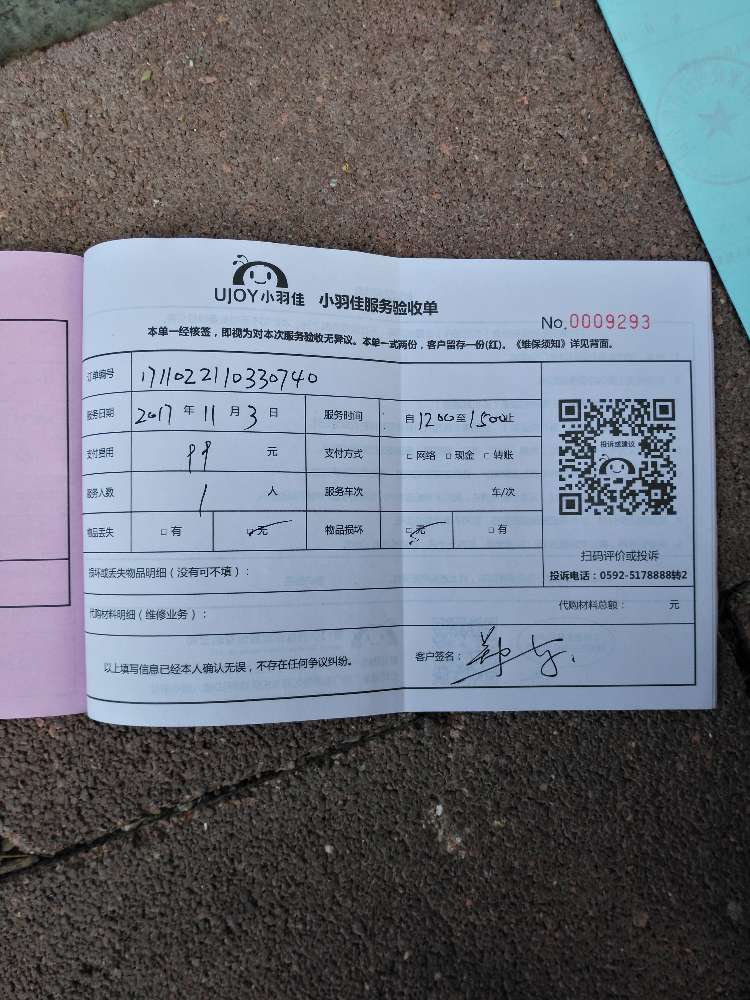 UJOY小羽佳 小羽佳服务验收单
No.0009293
本单一经核签，即视为对本次服务验收无异议。本单一式两份，客户留存一份(红)。《维保须知》详见背面。
订单编号 1711022110330740
服务日期 2017 年 11 月 3 日 服务时间 自1200至1500止
支付费用 99 元 支付方式 □ 网络 □ 现金 □ 转账
服务人数 1 人 服务车次 车/次
物品丢失 □ 有 □ 无 物品损坏 □ 无 □ 有
投诉或建议
扫码评价或投诉
投诉电话：0592-5178888转2
损坏或丢失物品明细（没有可不填）：
代购材料明细（维修业务）： 代购材料总额： 元
以上填写信息已经本人确认无误，不存在任何争议纠纷。 客户签名：